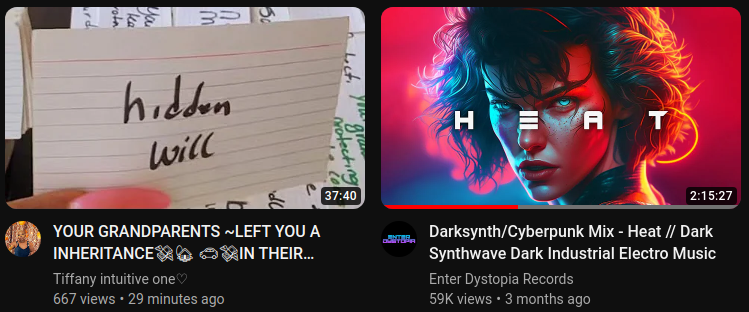 hidden
will
37:40
YOUR GRANDPARENTS ~LEFT YOU A
INHERITANCE💸🏠 🚗💸IN THEIR...
Tiffany intuitive one♡
667 views • 29 minutes ago
H E A T
2:15:27
ENTER
DYSTOPIA
Darksynth/Cyberpunk Mix - Heat // Dark
Synthwave Dark Industrial Electro Music
Enter Dystopia Records
59K views • 3 months ago